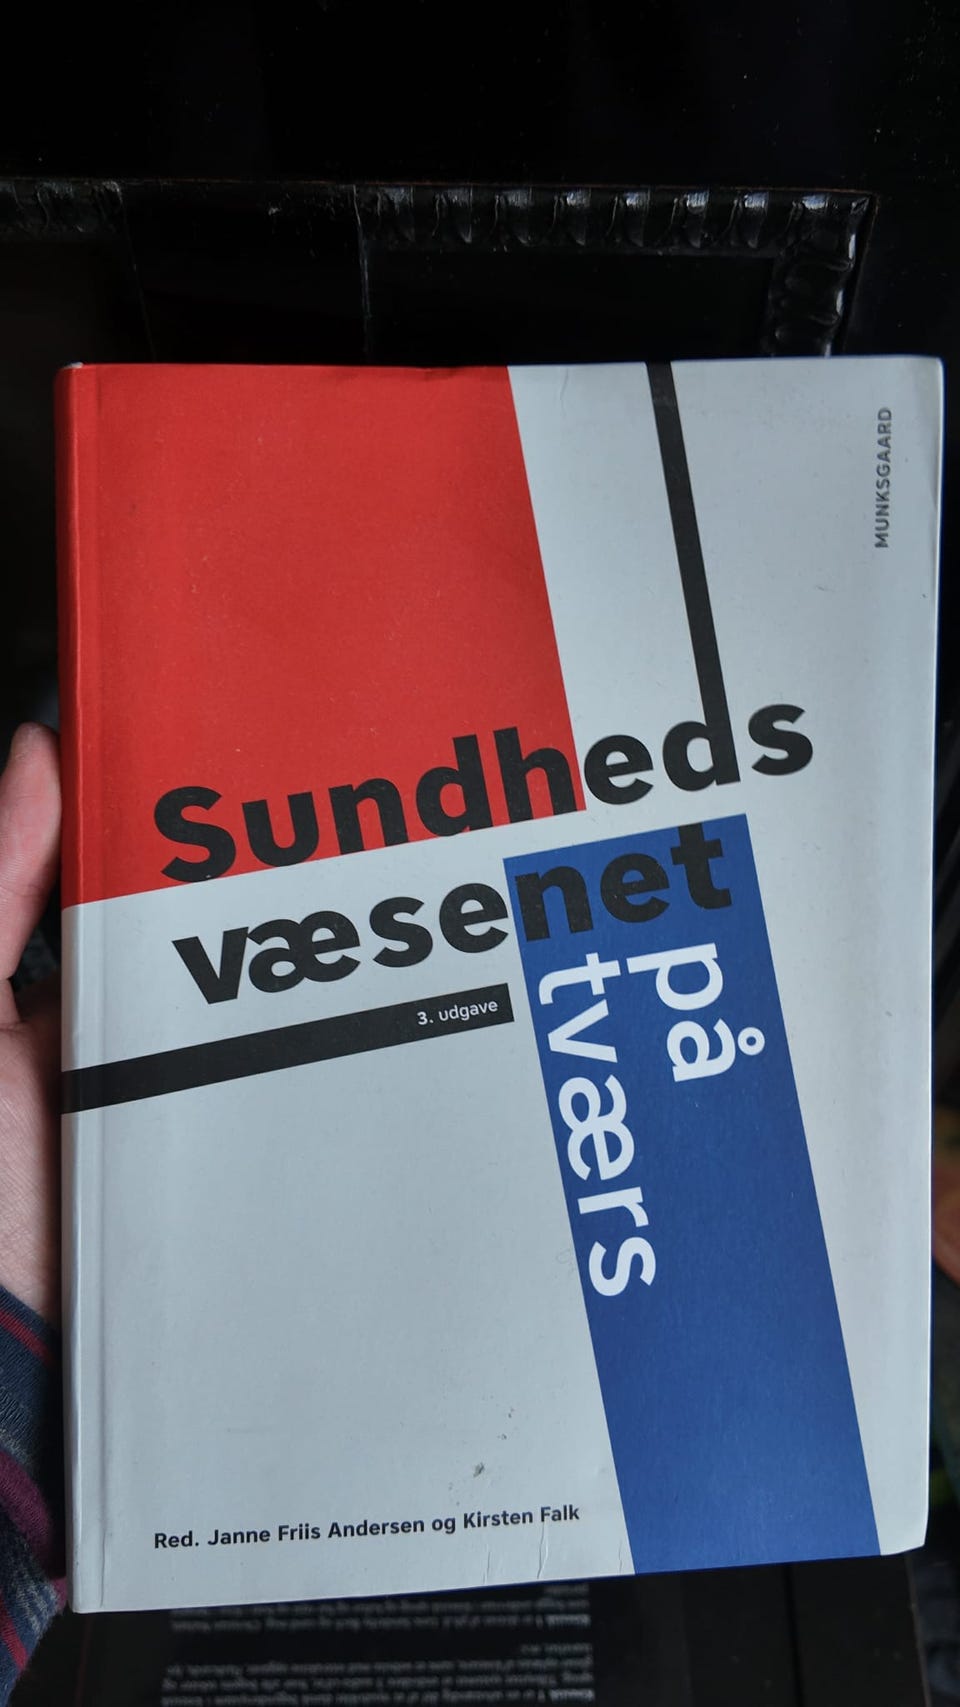 MUNKSGAARD
Sundheds
væsenet
på
tværs
3. udgave
Red. Janne Friis Andersen og Kirsten Falk